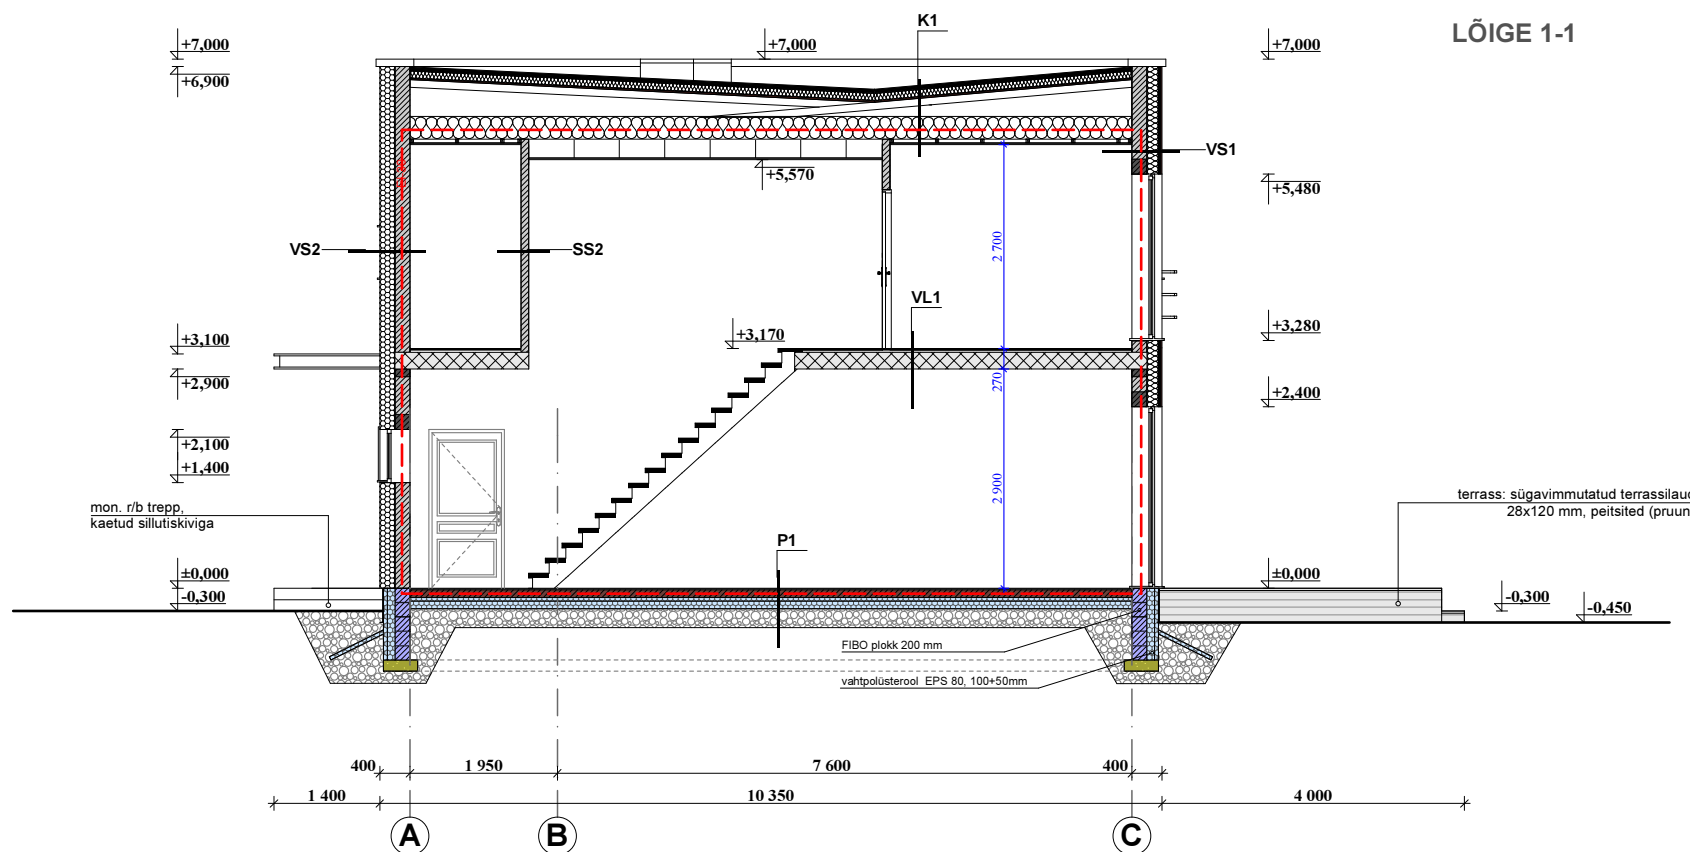 K1
LÕIGE 1-1
+7,000
+7,000
+7,000
+6,900
VS1
+5,570
+5,480
VS2
SS2
2 700
VL1
+3,100
+3,170
+3,280
+2,900
270
+2,400
+2,100
+1,400
2 900
mon. r/b trepp,
kaetud sillutiskiviga
terrass: sügavimmutatud terrassilaud
28x120 mm, peitsited (pruun
P1
±0,000
±0,000
-0,300
-0,300
-0,450
FIBO plokk 200 mm
vahtpolüsterool EPS 80, 100+50mm
400
1 950
7 600
400
1 400
10 350
4 000
A
B
C